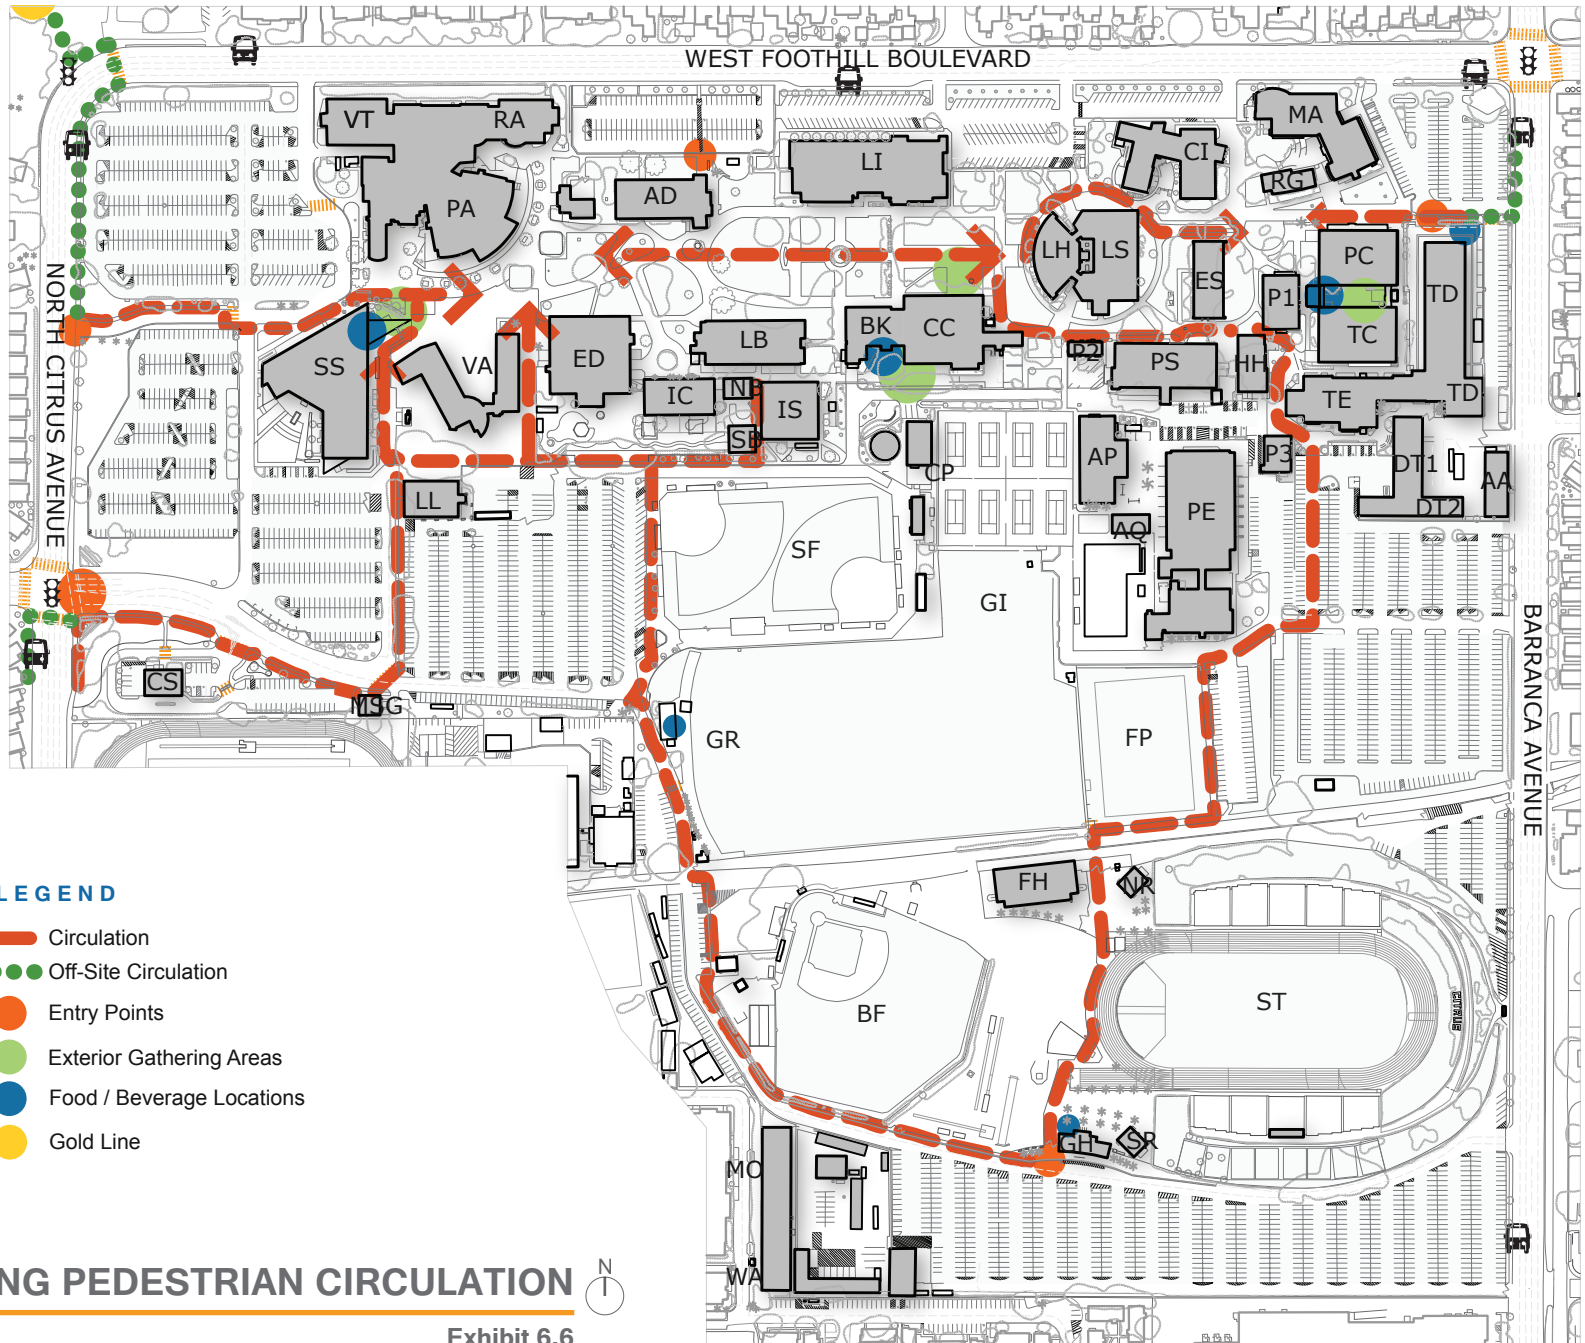 WEST FOOTHILL BOULEVARD
VT
RA
PA
AD
LI
CI
MA
RG
LH
LS
ES
PC
P1
TD
TC
NORTH CITRUS AVENUE
SS
VA
ED
LB
BK
CC
P2
PS
HH
TE
TD
IC
NB
IS
SB
CP
AP
P3
DT1
DT2
AA
LL
AQ
PE
SF
GI
BARRANCA AVENUE
CS
MSG
GR
FP
FH
NR
ST
CITRUS
BF
GH
SR
MO
WA
LEGEND
Circulation
Off-Site Circulation
Entry Points
Exterior Gathering Areas
Food / Beverage Locations
Gold Line
NG PEDESTRIAN CIRCULATION
N
Exhibit 6.6